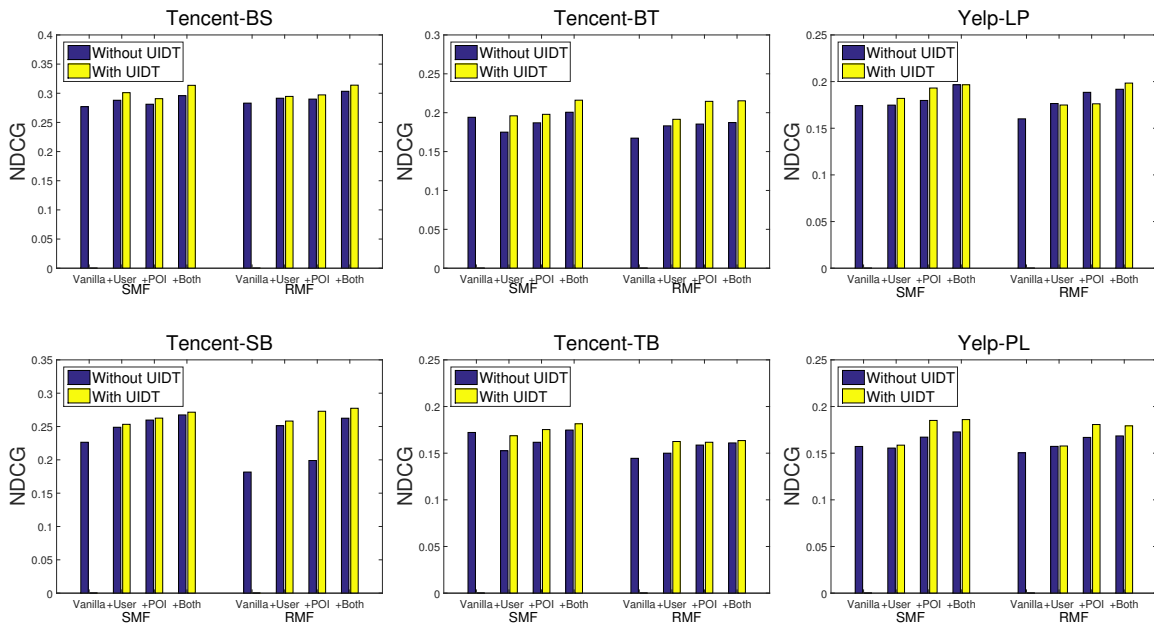 Tencent-BS
NDCG
0.4
0.35
0.3
0.25
0.2
0.15
0.1
0.05
0
Without UIDT
With UIDT
Vanilla +User +POI +Both Vanilla +User +POI +Both
SMF RMF
Tencent-BT
NDCG
0.3
0.25
0.2
0.15
0.1
0.05
0
Without UIDT
With UIDT
Vanilla +User +POI +Both Vanilla +User +POI +Both
SMF RMF
Yelp-LP
NDCG
0.25
0.2
0.15
0.1
0.05
0
Without UIDT
With UIDT
Vanilla +User +POI +Both Vanilla +User +POI +Both
SMF RMF
Tencent-SB
NDCG
0.35
0.3
0.25
0.2
0.15
0.1
0.05
0
Without UIDT
With UIDT
Vanilla +User +POI +Both Vanilla +User +POI +Both
SMF RMF
Tencent-TB
NDCG
0.25
0.2
0.15
0.1
0.05
0
Without UIDT
With UIDT
Vanilla +User +POI +Both Vanilla +User +POI +Both
SMF RMF
Yelp-PL
NDCG
0.25
0.2
0.15
0.1
0.05
0
Without UIDT
With UIDT
Vanilla +User +POI +Both Vanilla +User +POI +Both
SMF RMF